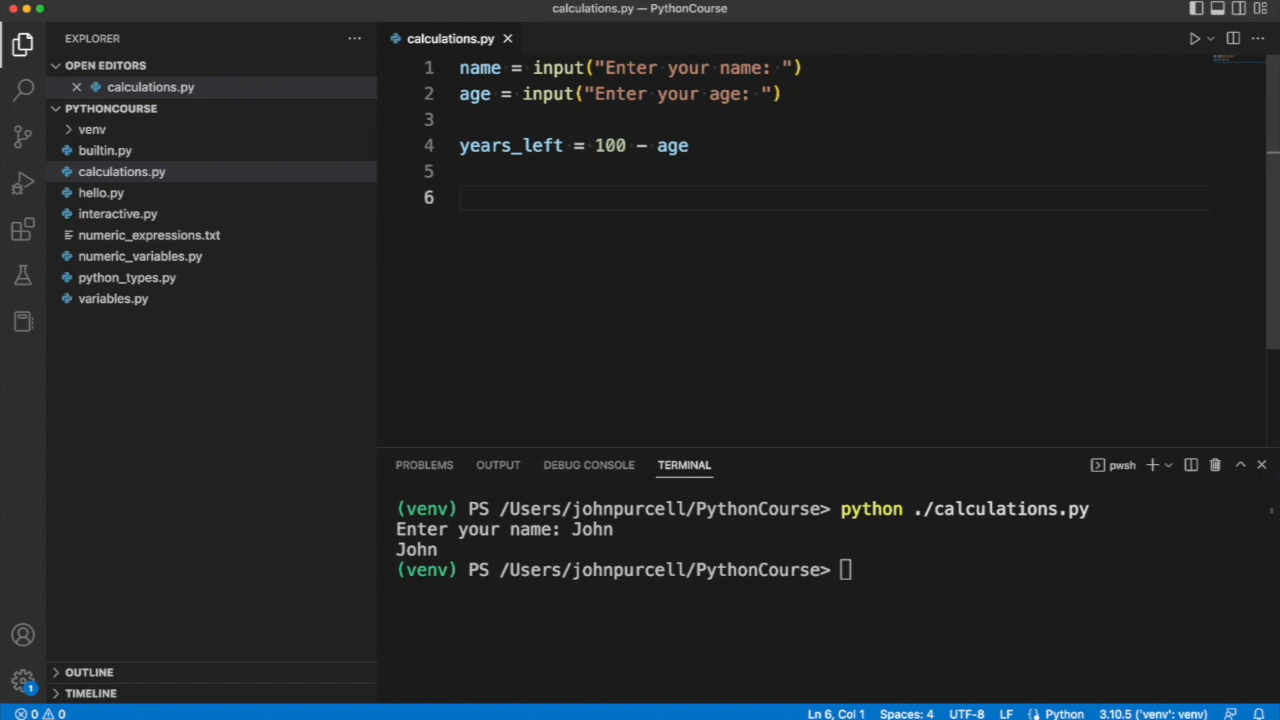 calculations.py — PythonCourse
EXPLORER
OPEN EDITORS
calculations.py
PYTHONCOURSE
venv
builtin.py
calculations.py
hello.py
interactive.py
numeric_expressions.txt
numeric_variables.py
python_types.py
variables.py
OUTLINE
TIMELINE
calculations.py
1 name = input("Enter your name: ")
2 age = input("Enter your age: ")
3
4 years_left = 100 - age
5
6
PROBLEMS OUTPUT DEBUG CONSOLE TERMINAL
pwsh
(venv) PS /Users/johnpurcell/PythonCourse> python ./calculations.py
Enter your name: John
John
(venv) PS /Users/johnpurcell/PythonCourse>
1
0 0 Ln 6, Col 1 Spaces: 4 UTF-8 LF Python 3.10.5 ('venv': venv)